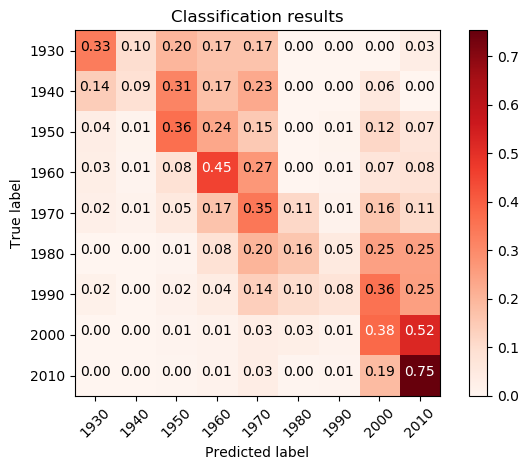 Classification results
True label
1930 0.33 0.10 0.20 0.17 0.17 0.00 0.00 0.00 0.03
1940 0.14 0.09 0.31 0.17 0.23 0.00 0.00 0.06 0.00
1950 0.04 0.01 0.36 0.24 0.15 0.00 0.01 0.12 0.07
1960 0.03 0.01 0.08 0.45 0.27 0.00 0.01 0.07 0.08
1970 0.02 0.01 0.05 0.17 0.35 0.11 0.01 0.16 0.11
1980 0.00 0.00 0.01 0.08 0.20 0.16 0.05 0.25 0.25
1990 0.02 0.00 0.02 0.04 0.14 0.10 0.08 0.36 0.25
2000 0.00 0.00 0.01 0.01 0.03 0.03 0.01 0.38 0.52
2010 0.00 0.00 0.00 0.01 0.03 0.00 0.00 0.19 0.75
1930 1940 1950 1960 1970 1980 1990 2000 2010
Predicted label
0.7
0.6
0.5
0.4
0.3
0.2
0.1
0.0